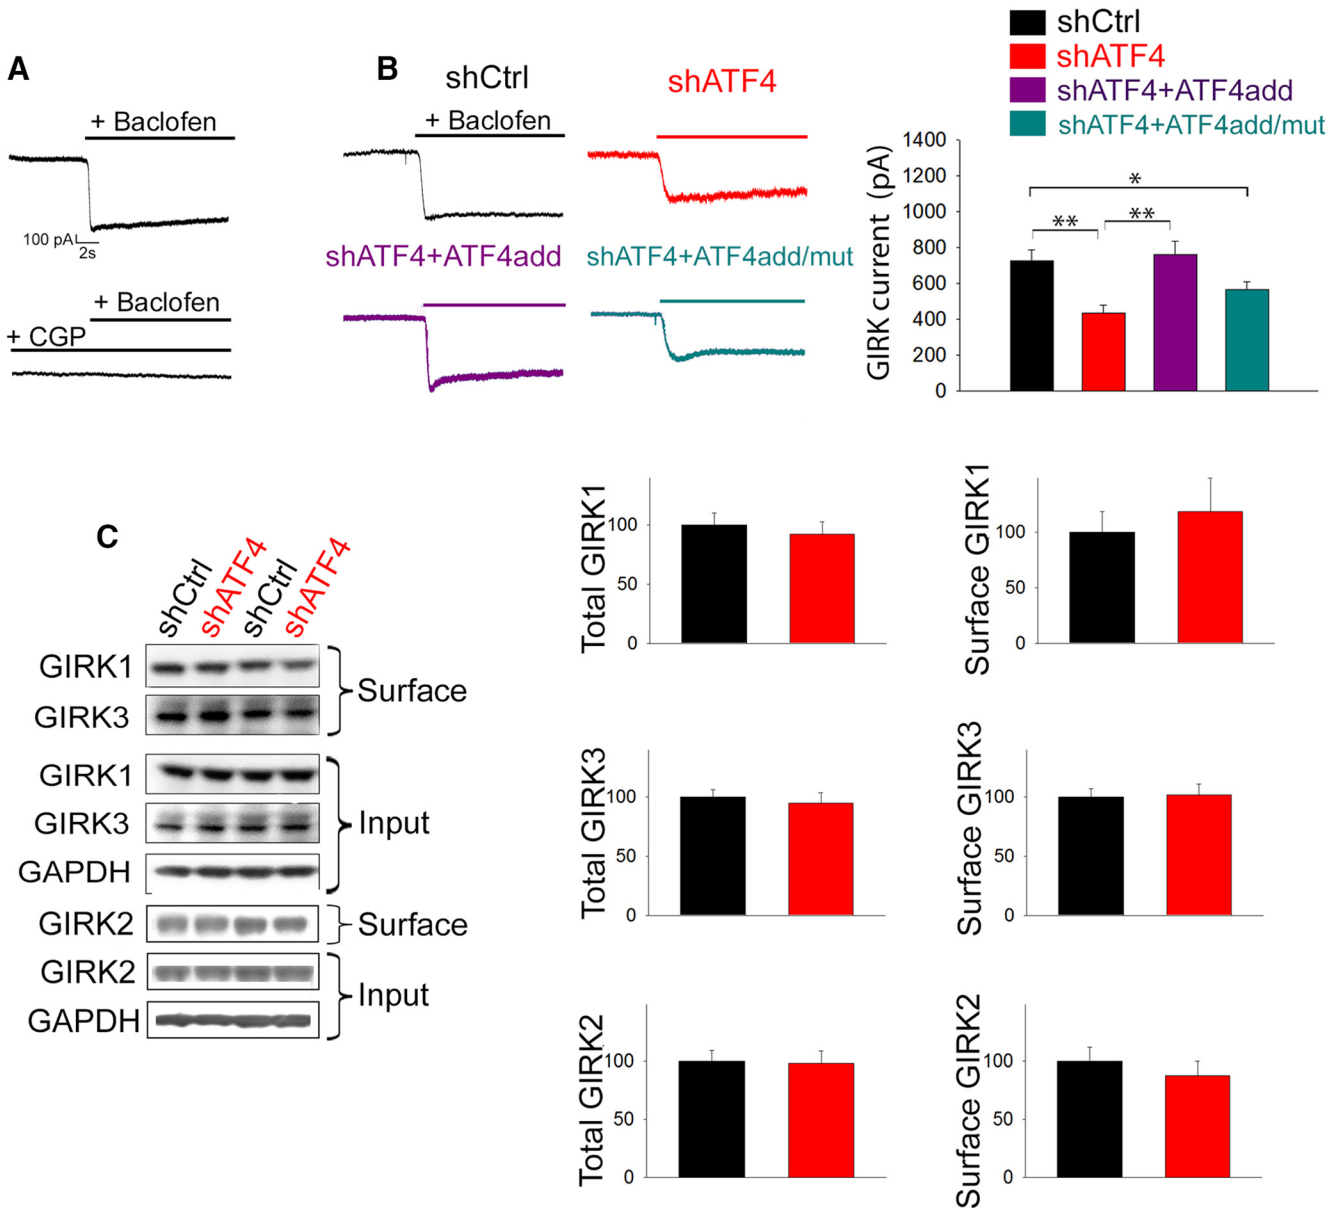 A
+ Baclofen
100 pA
2s
+ Baclofen
+ CGP
B
shCtrl
shATF4
+ Baclofen
shATF4+ATF4add
shATF4+ATF4add/mut
shCtrl
shATF4
shATF4+ATF4add
shATF4+ATF4add/mut
GIRK current (pA)
1400
1200
1000
800
600
400
200
0
*
**
**
C
shCtrl
shATF4
shCtrl
shATF4
GIRK1
GIRK3
Surface
GIRK1
GIRK3
GAPDH
Input
GIRK2
Surface
GIRK2
GAPDH
Input
Total GIRK1
100
50
0
Surface GIRK1
100
50
0
Total GIRK3
100
50
0
Surface GIRK3
100
50
0
Total GIRK2
100
50
0
Surface GIRK2
100
50
0